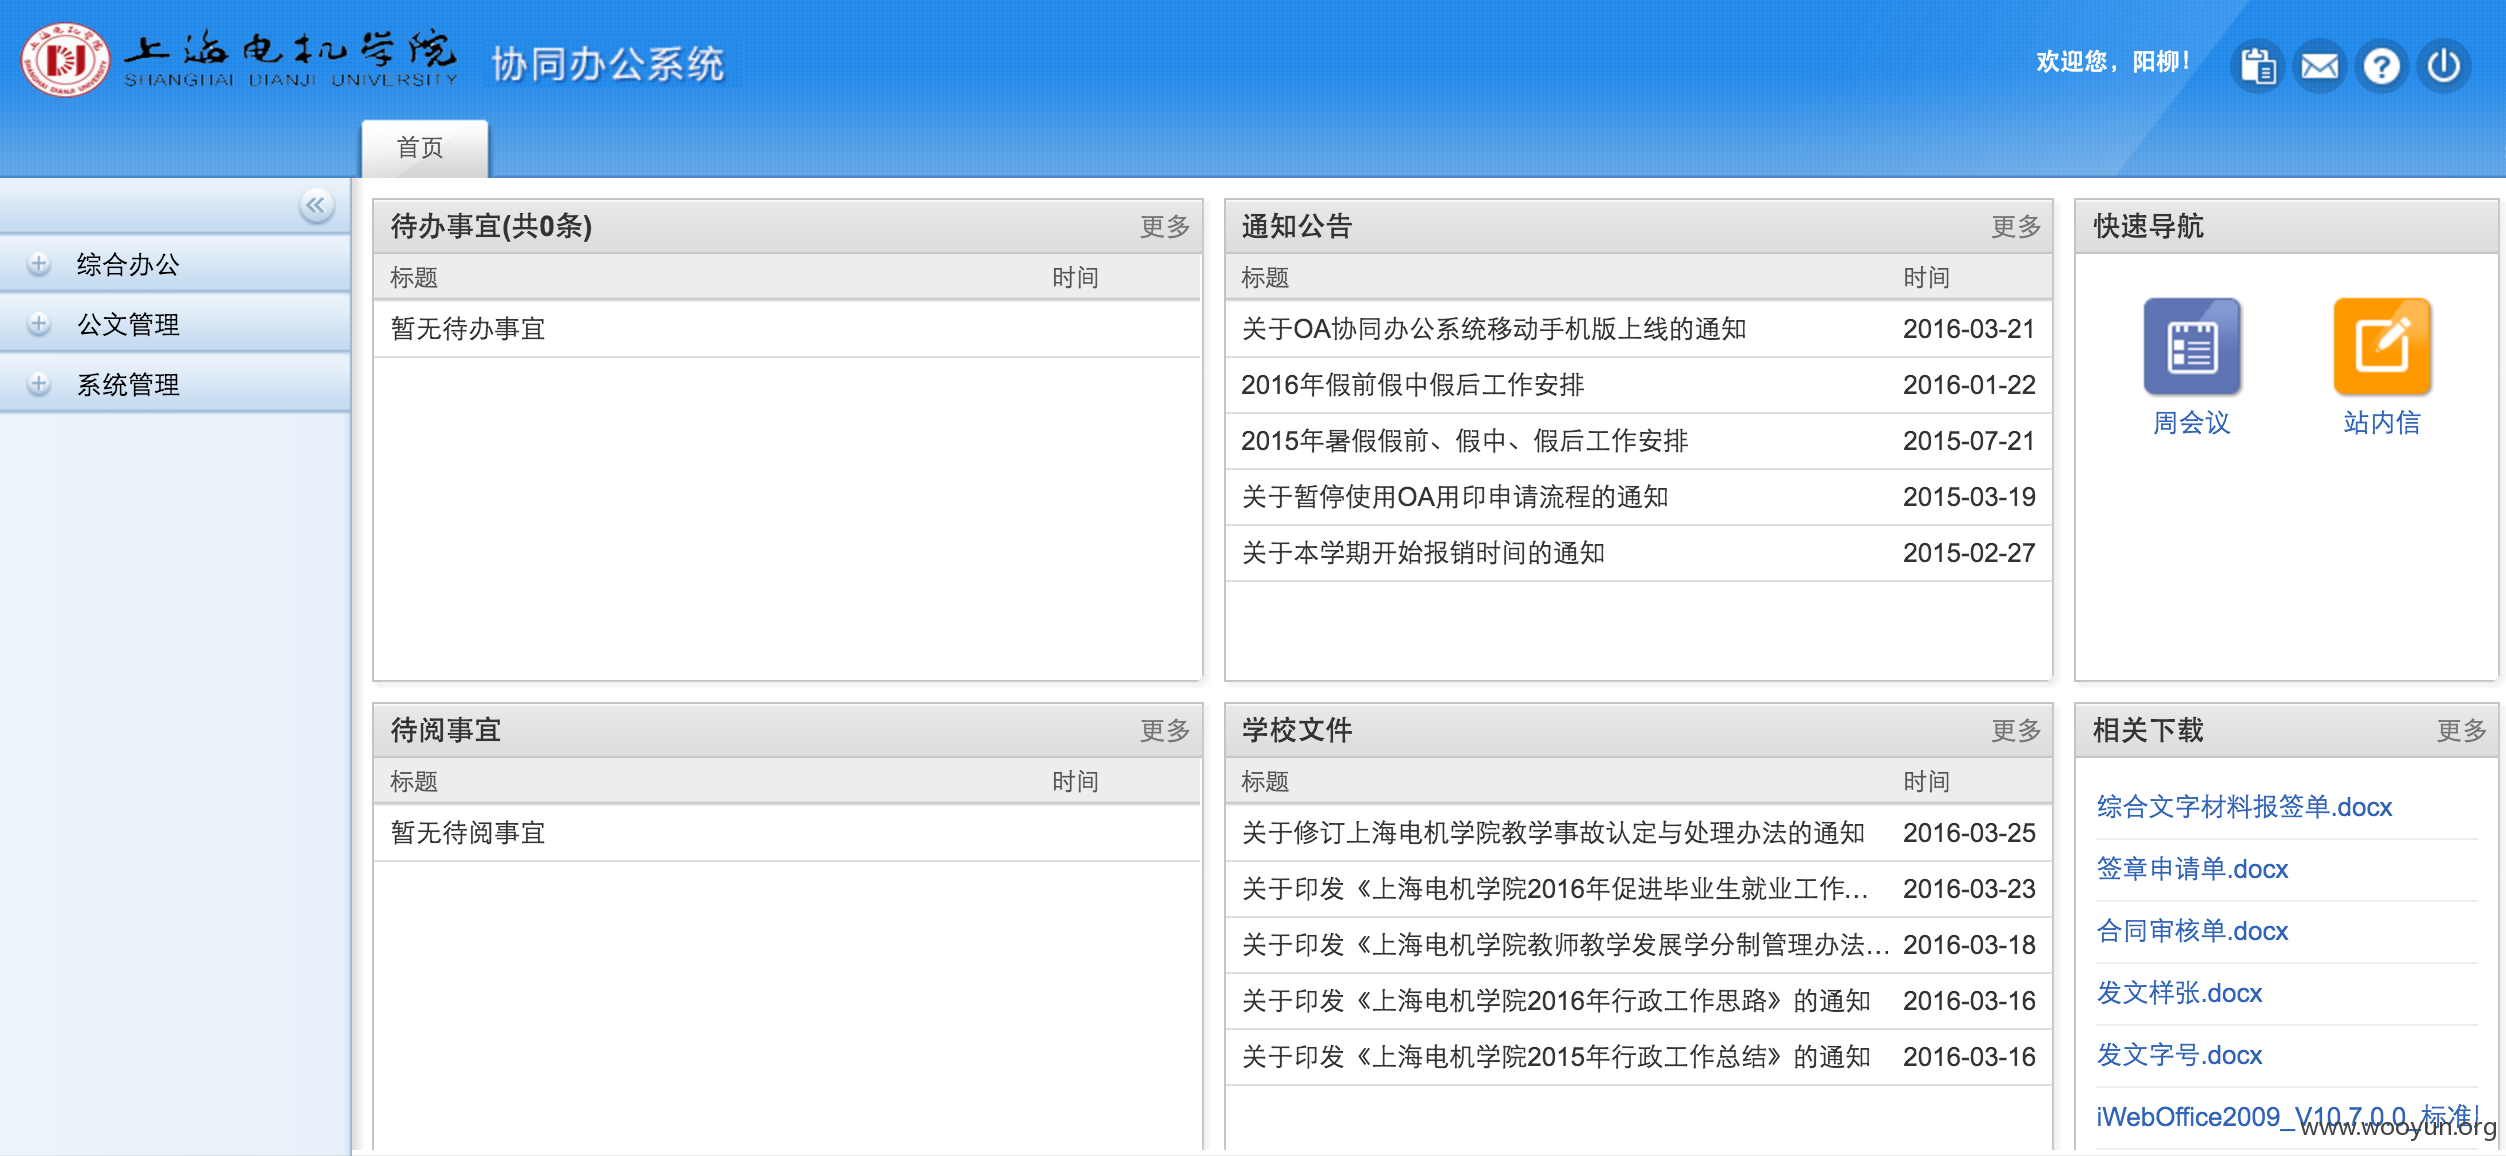 上海电机学院
SHANGHAI DIANJI UNIVERSITY
协同办公系统
欢迎您，阳柳！
首页
综合办公
公文管理
系统管理
待办事宜(共0条) 更多
标题 时间
暂无待办事宜
通知公告 更多
标题 时间
关于OA协同办公系统移动手机版上线的通知 2016-03-21
2016年假前假中假后工作安排 2016-01-22
2015年暑假假前、假中、假后工作安排 2015-07-21
关于暂停使用OA用印申请流程的通知 2015-03-19
关于本学期开始报销时间的通知 2015-02-27
快速导航
周会议 站内信
待阅事宜 更多
标题 时间
暂无待阅事宜
学校文件 更多
标题 时间
关于修订上海电机学院教学事故认定与处理办法的通知 2016-03-25
关于印发《上海电机学院2016年促进毕业生就业工作... 2016-03-23
关于印发《上海电机学院教师教学发展学分制管理办法... 2016-03-18
关于印发《上海电机学院2016年行政工作思路》的通知 2016-03-16
关于印发《上海电机学院2015年行政工作总结》的通知 2016-03-16
相关下载 更多
综合文字材料报签单.docx
签章申请单.docx
合同审核单.docx
发文样张.docx
发文字号.docx
iWebOffice2009_V10.7.0.0_标准
www.wooyun.org